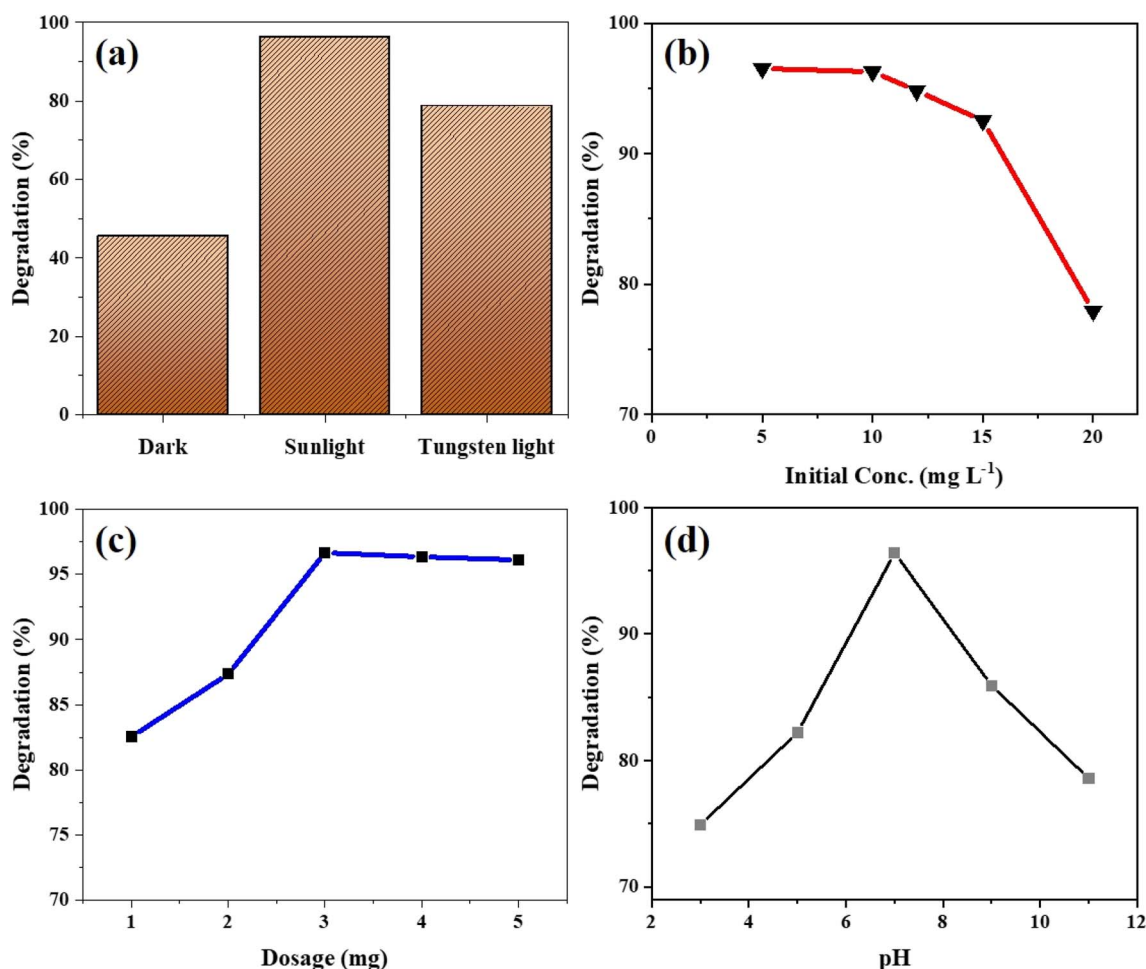 (a)
Degradation (%)
100
80
60
40
20
0
Dark
Sunlight
Tungsten light
(b)
Degradation (%)
100
90
80
70
0
5
10
15
20
Initial Conc. (mg L⁻¹)
(c)
Degradation (%)
100
95
90
85
80
75
70
1
2
3
4
5
Dosage (mg)
(d)
Degradation (%)
100
90
80
70
2
4
6
8
10
12
pH